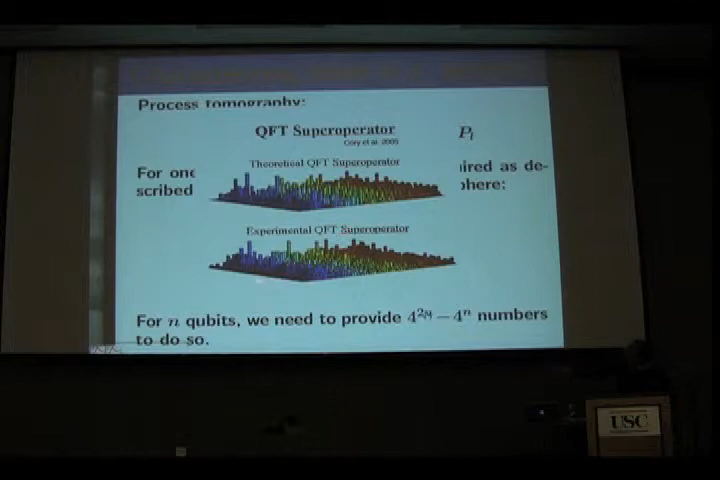 Process tomography:
QFT Superoperator
Cory et al. 2005
P_l
Theoretical QFT Superoperator
For one
ired as de-
scribed
phere:
Experimental QFT Superoperator
For n qubits, we need to provide 4^{2n} − 4^n numbers
to do so.
USC